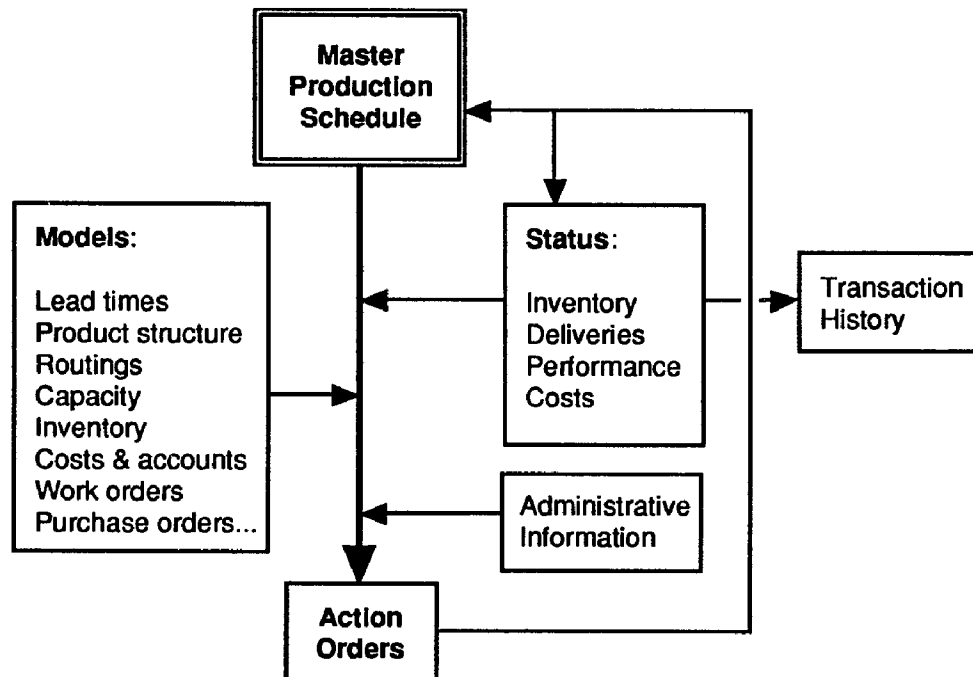 Master
Production
Schedule
Models:
Lead times
Product structure
Routings
Capacity
Inventory
Costs & accounts
Work orders
Purchase orders...
Status:
Inventory
Deliveries
Performance
Costs
Transaction
History
Administrative
Information
Action
Orders